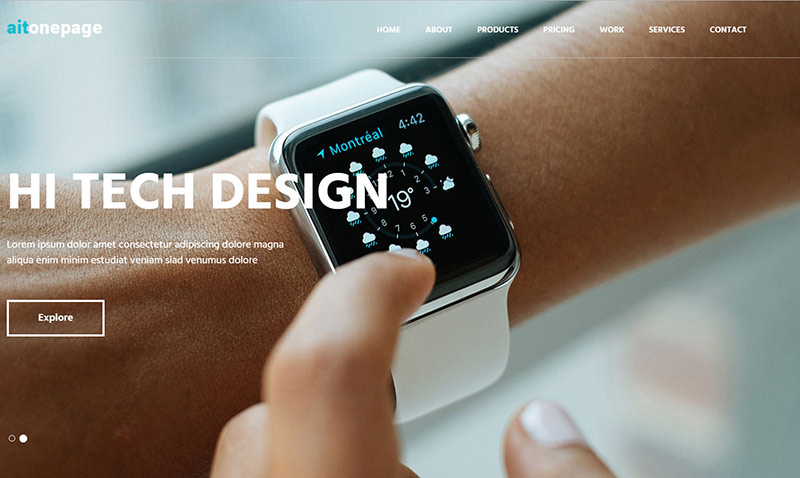 aitonepage
HOME ABOUT PRODUCTS PRICING WORK SERVICES CONTACT
Montréal 4:42
HI TECH DESIGN
19°
Lorem ipsum dolor amet consectetur adipiscing dolore magna
aliqua enim minim estudiat veniam siad venumus dolore
Explore